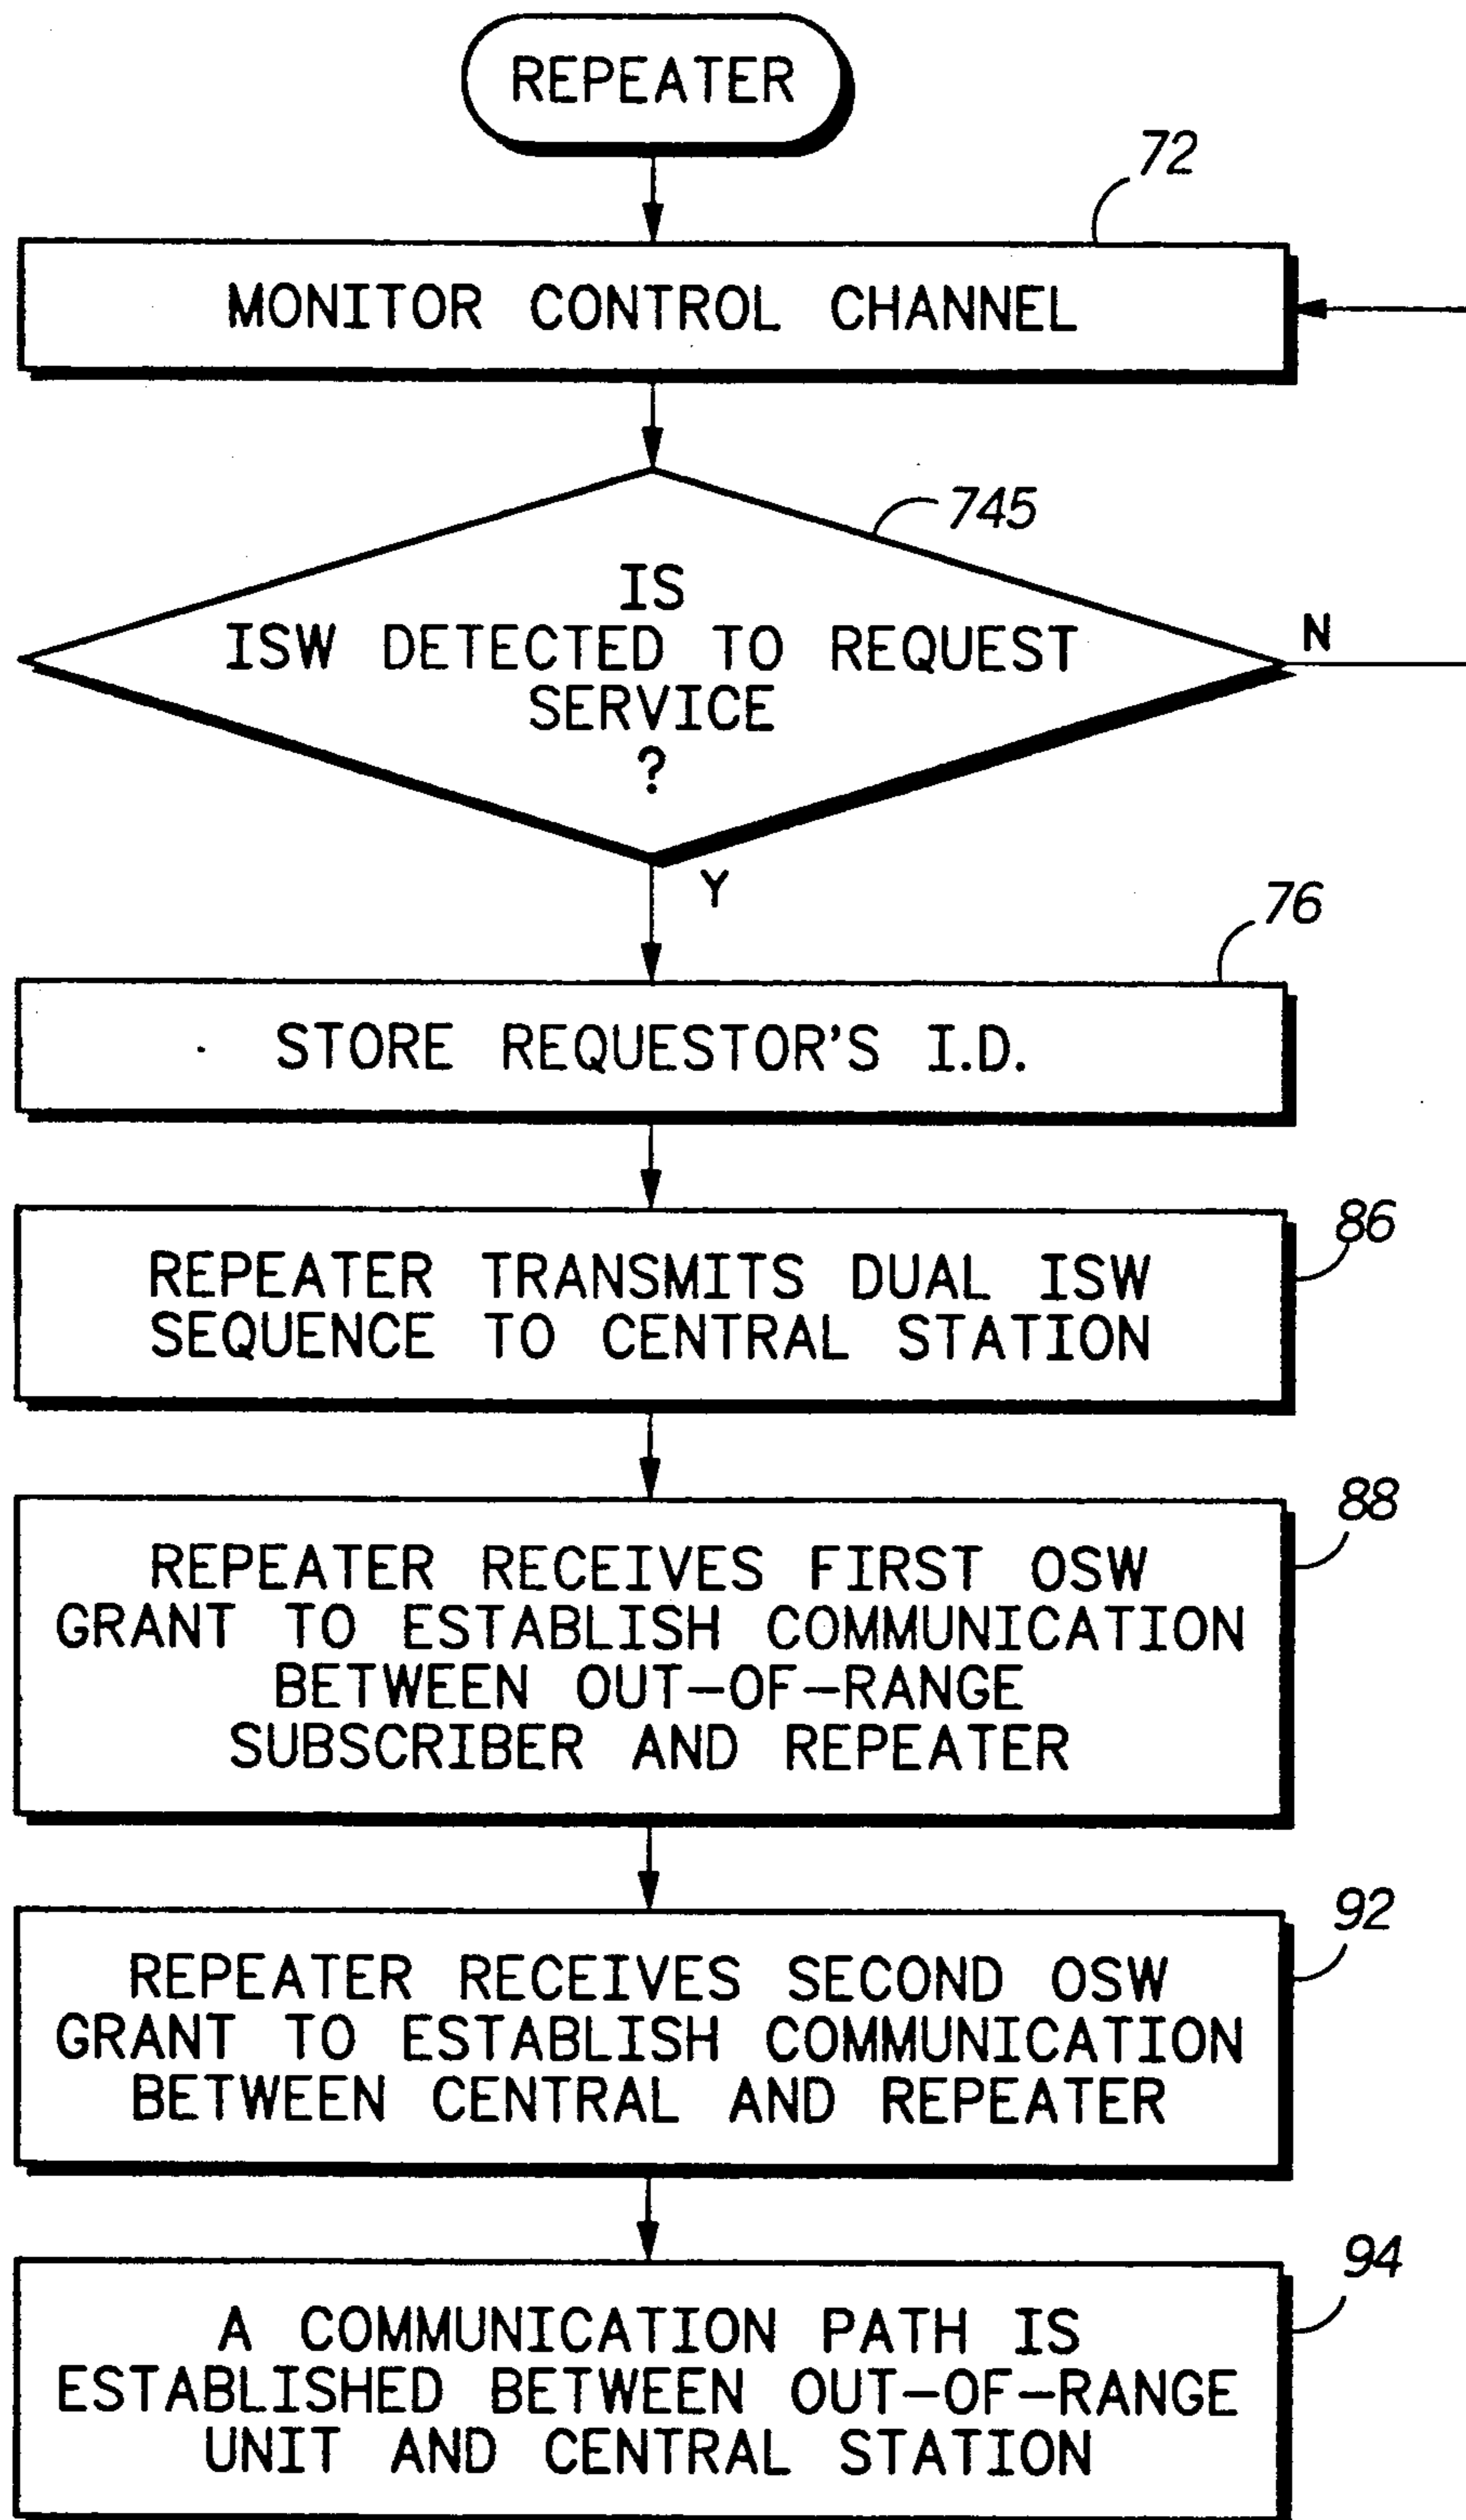 REPEATER
72
MONITOR CONTROL CHANNEL
745
IS
ISW DETECTED TO REQUEST
SERVICE
?
N
Y
76
STORE REQUESTOR'S I.D.
86
REPEATER TRANSMITS DUAL ISW
SEQUENCE TO CENTRAL STATION
88
REPEATER RECEIVES FIRST OSW
GRANT TO ESTABLISH COMMUNICATION
BETWEEN OUT-OF-RANGE
SUBSCRIBER AND REPEATER
92
REPEATER RECEIVES SECOND OSW
GRANT TO ESTABLISH COMMUNICATION
BETWEEN CENTRAL AND REPEATER
94
A COMMUNICATION PATH IS
ESTABLISHED BETWEEN OUT-OF-RANGE
UNIT AND CENTRAL STATION